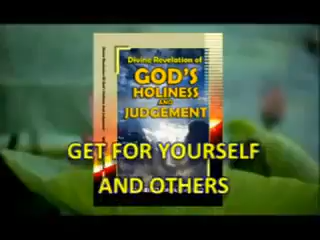 Divine Revelation of
GOD'S
HOLINESS
AND
JUDGEMENT
GET FOR YOURSELF
AND OTHERS